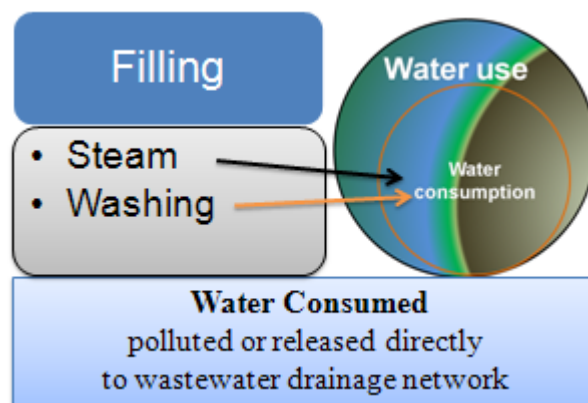 Filling
• Steam
• Washing
Water use
Water
consumption
Water Consumed
polluted or released directly
to wastewater drainage network